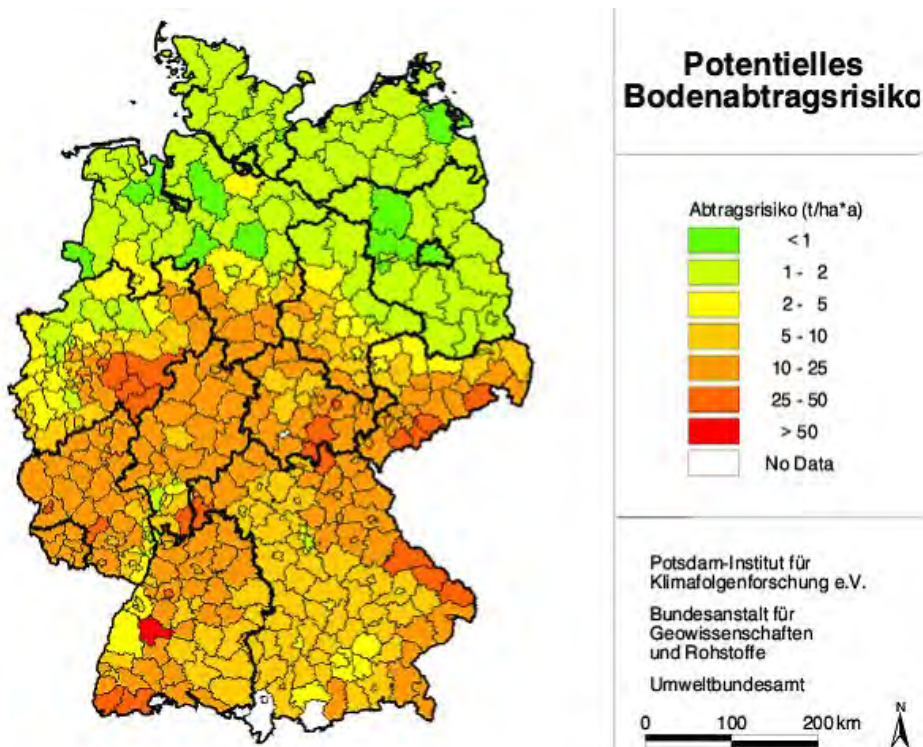 Potentielles
Bodenabtragsrisiko
Abtragsrisiko (t/ha*a)
< 1
1 - 2
2 - 5
5 - 10
10 - 25
25 - 50
> 50
No Data
Potsdam-Institut für
Klimafolgenforschung e.V.
Bundesanstalt für
Geowissenschaften
und Rohstoffe
Umweltbundesamt
N
0 100 200 km